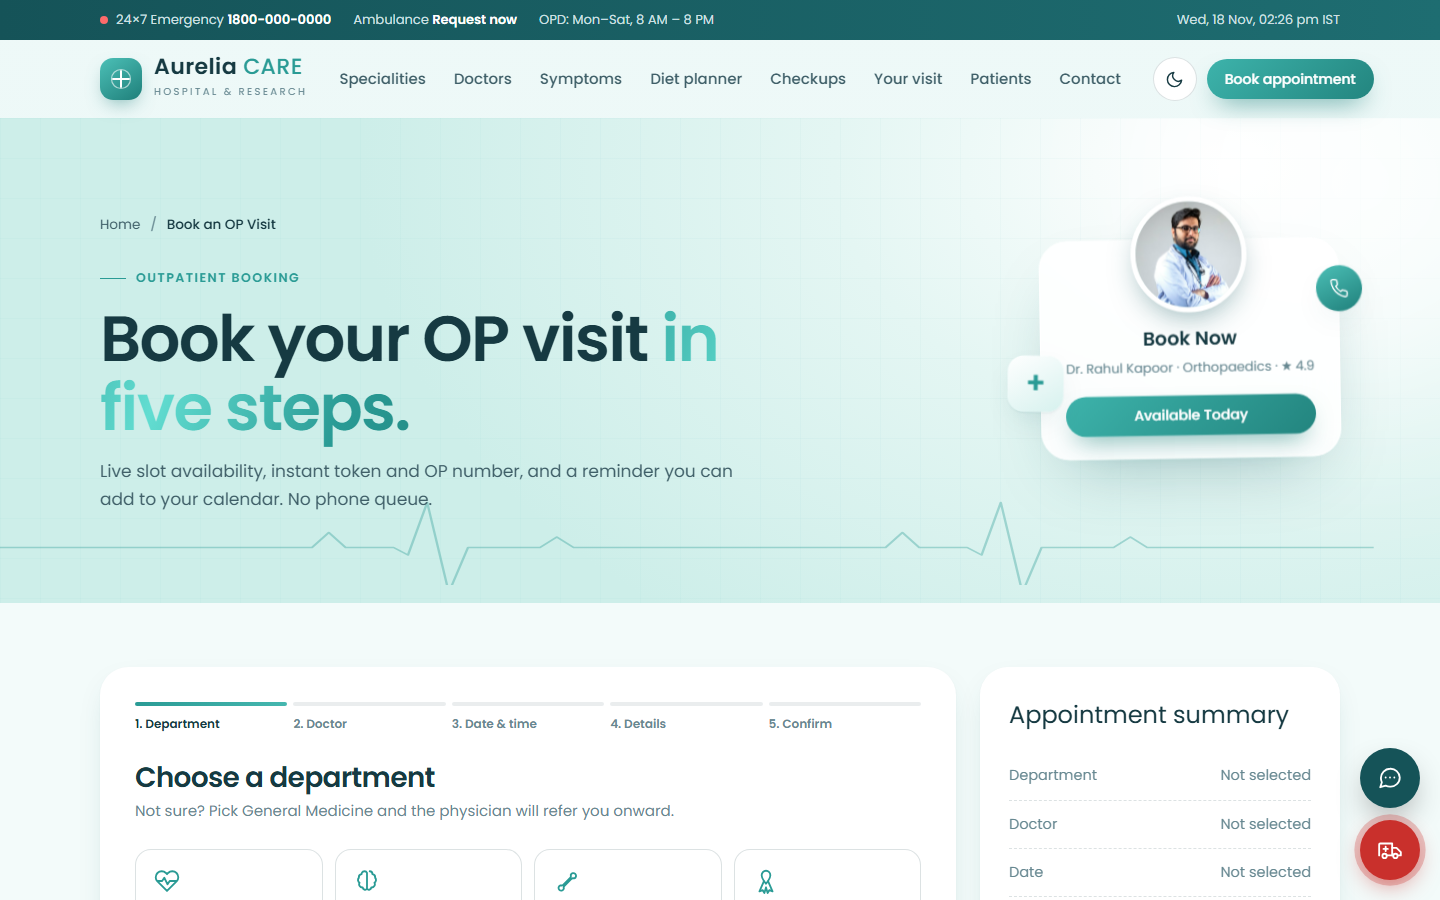 24×7 Emergency 1800-000-0000
Ambulance Request now
OPD: Mon–Sat, 8 AM – 8 PM
Wed, 18 Nov, 02:26 pm IST
Aurelia CARE
HOSPITAL & RESEARCH
Specialities
Doctors
Symptoms
Diet planner
Checkups
Your visit
Patients
Contact
Book appointment
Home / Book an OP Visit
OUTPATIENT BOOKING
Book your OP visit in
five steps.
Live slot availability, instant token and OP number, and a reminder you can
add to your calendar. No phone queue.
Book Now
Dr. Rahul Kapoor · Orthopaedics · ★ 4.9
Available Today
1. Department
2. Doctor
3. Date & time
4. Details
5. Confirm
Choose a department
Not sure? Pick General Medicine and the physician will refer you onward.
Appointment summary
Department Not selected
Doctor Not selected
Date Not selected